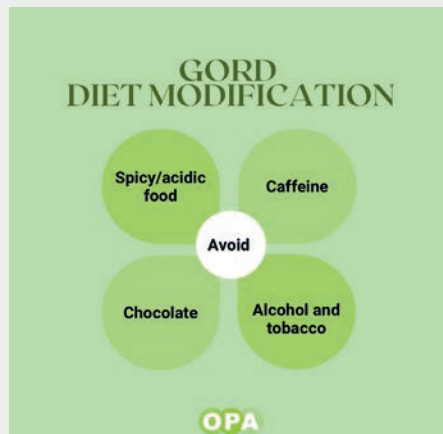 GORD
DIET MODIFICATION
Spicy/acidic
food
Caffeine
Avoid
Chocolate
Alcohol and
tobacco
OPA